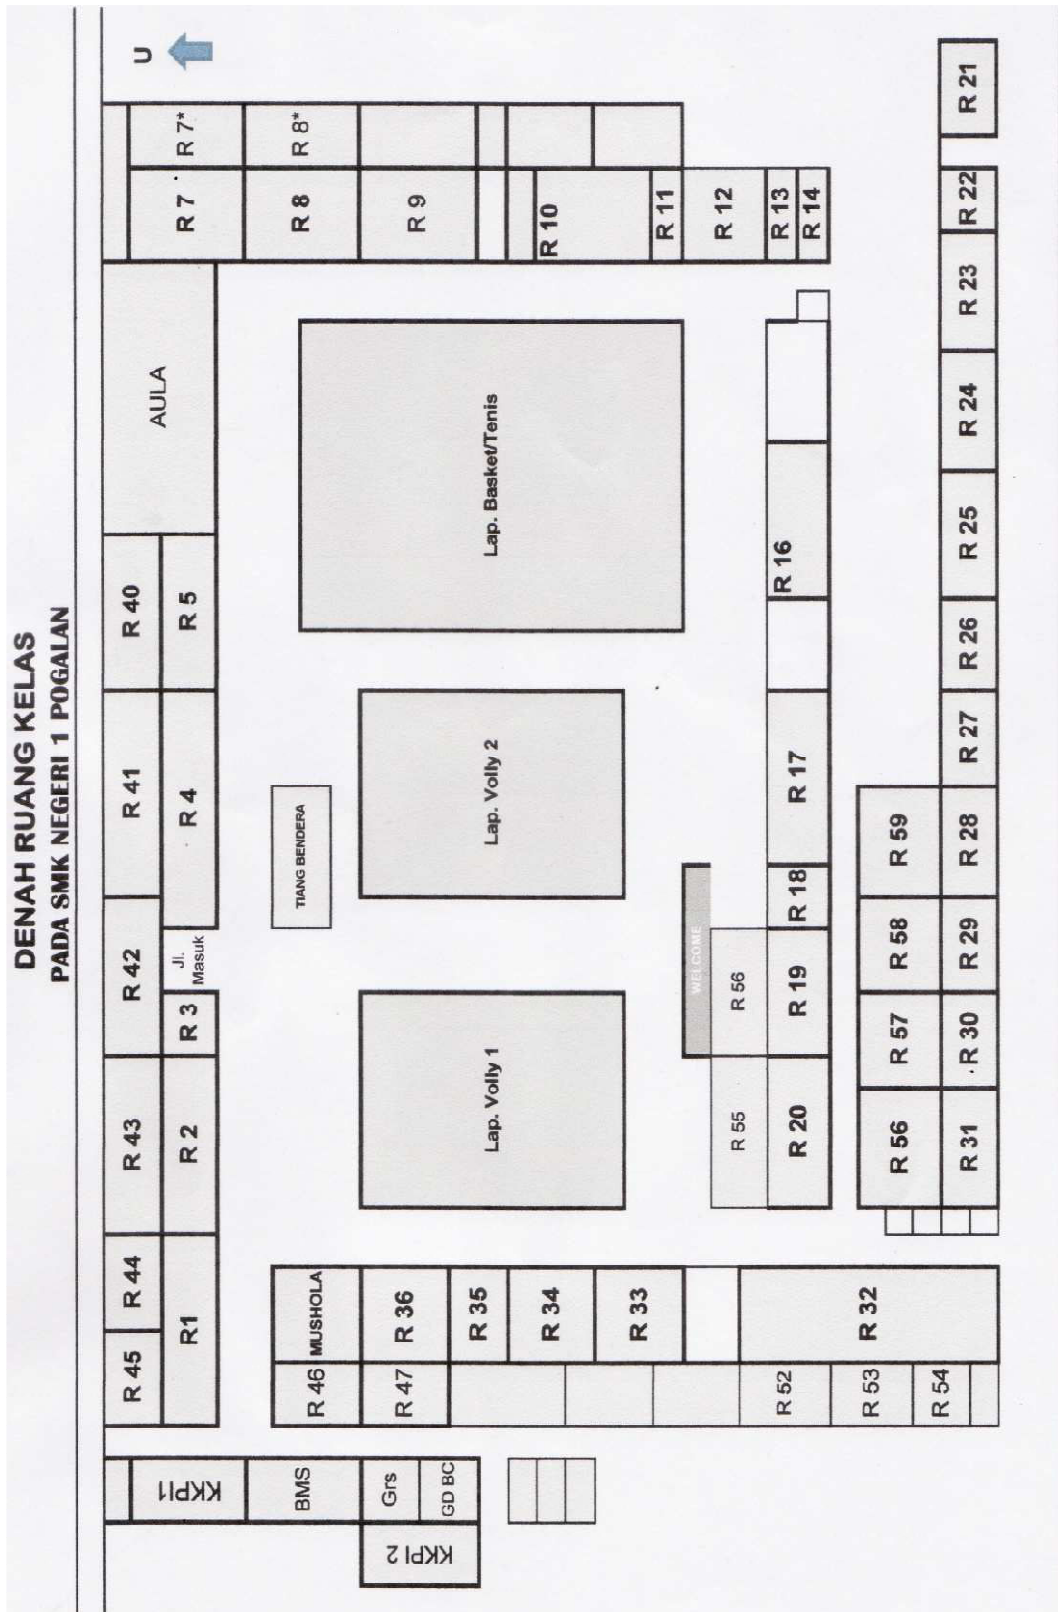 DENAH RUANG KELAS
PADA SMK NEGERI 1 POGALAN
U
R 45
R 44
R 43
R 42
R 41
R 40
AULA
R1
R 2
R 3
Jl.
Masuk
R 4
R 5
R 7
R 7*
R 8
R 8*
R 9
R 10
R 11
R 12
R 13
R 14
TIANG BENDERA
Lap. Volly 1
Lap. Volly 2
Lap. Basket/Tenis
KKPI1
BMS
Grs
GD BC
KKPI 2
MUSHOLA
R 46
R 36
R 47
R 35
R 34
R 33
R 32
R 52
R 53
R 54
WELCOME
R 55
R 56
R 20
R 19
R 18
R 17
R 16
R 56
R 57
R 58
R 59
R 31
R 30
R 29
R 28
R 27
R 26
R 25
R 24
R 23
R 22
R 21